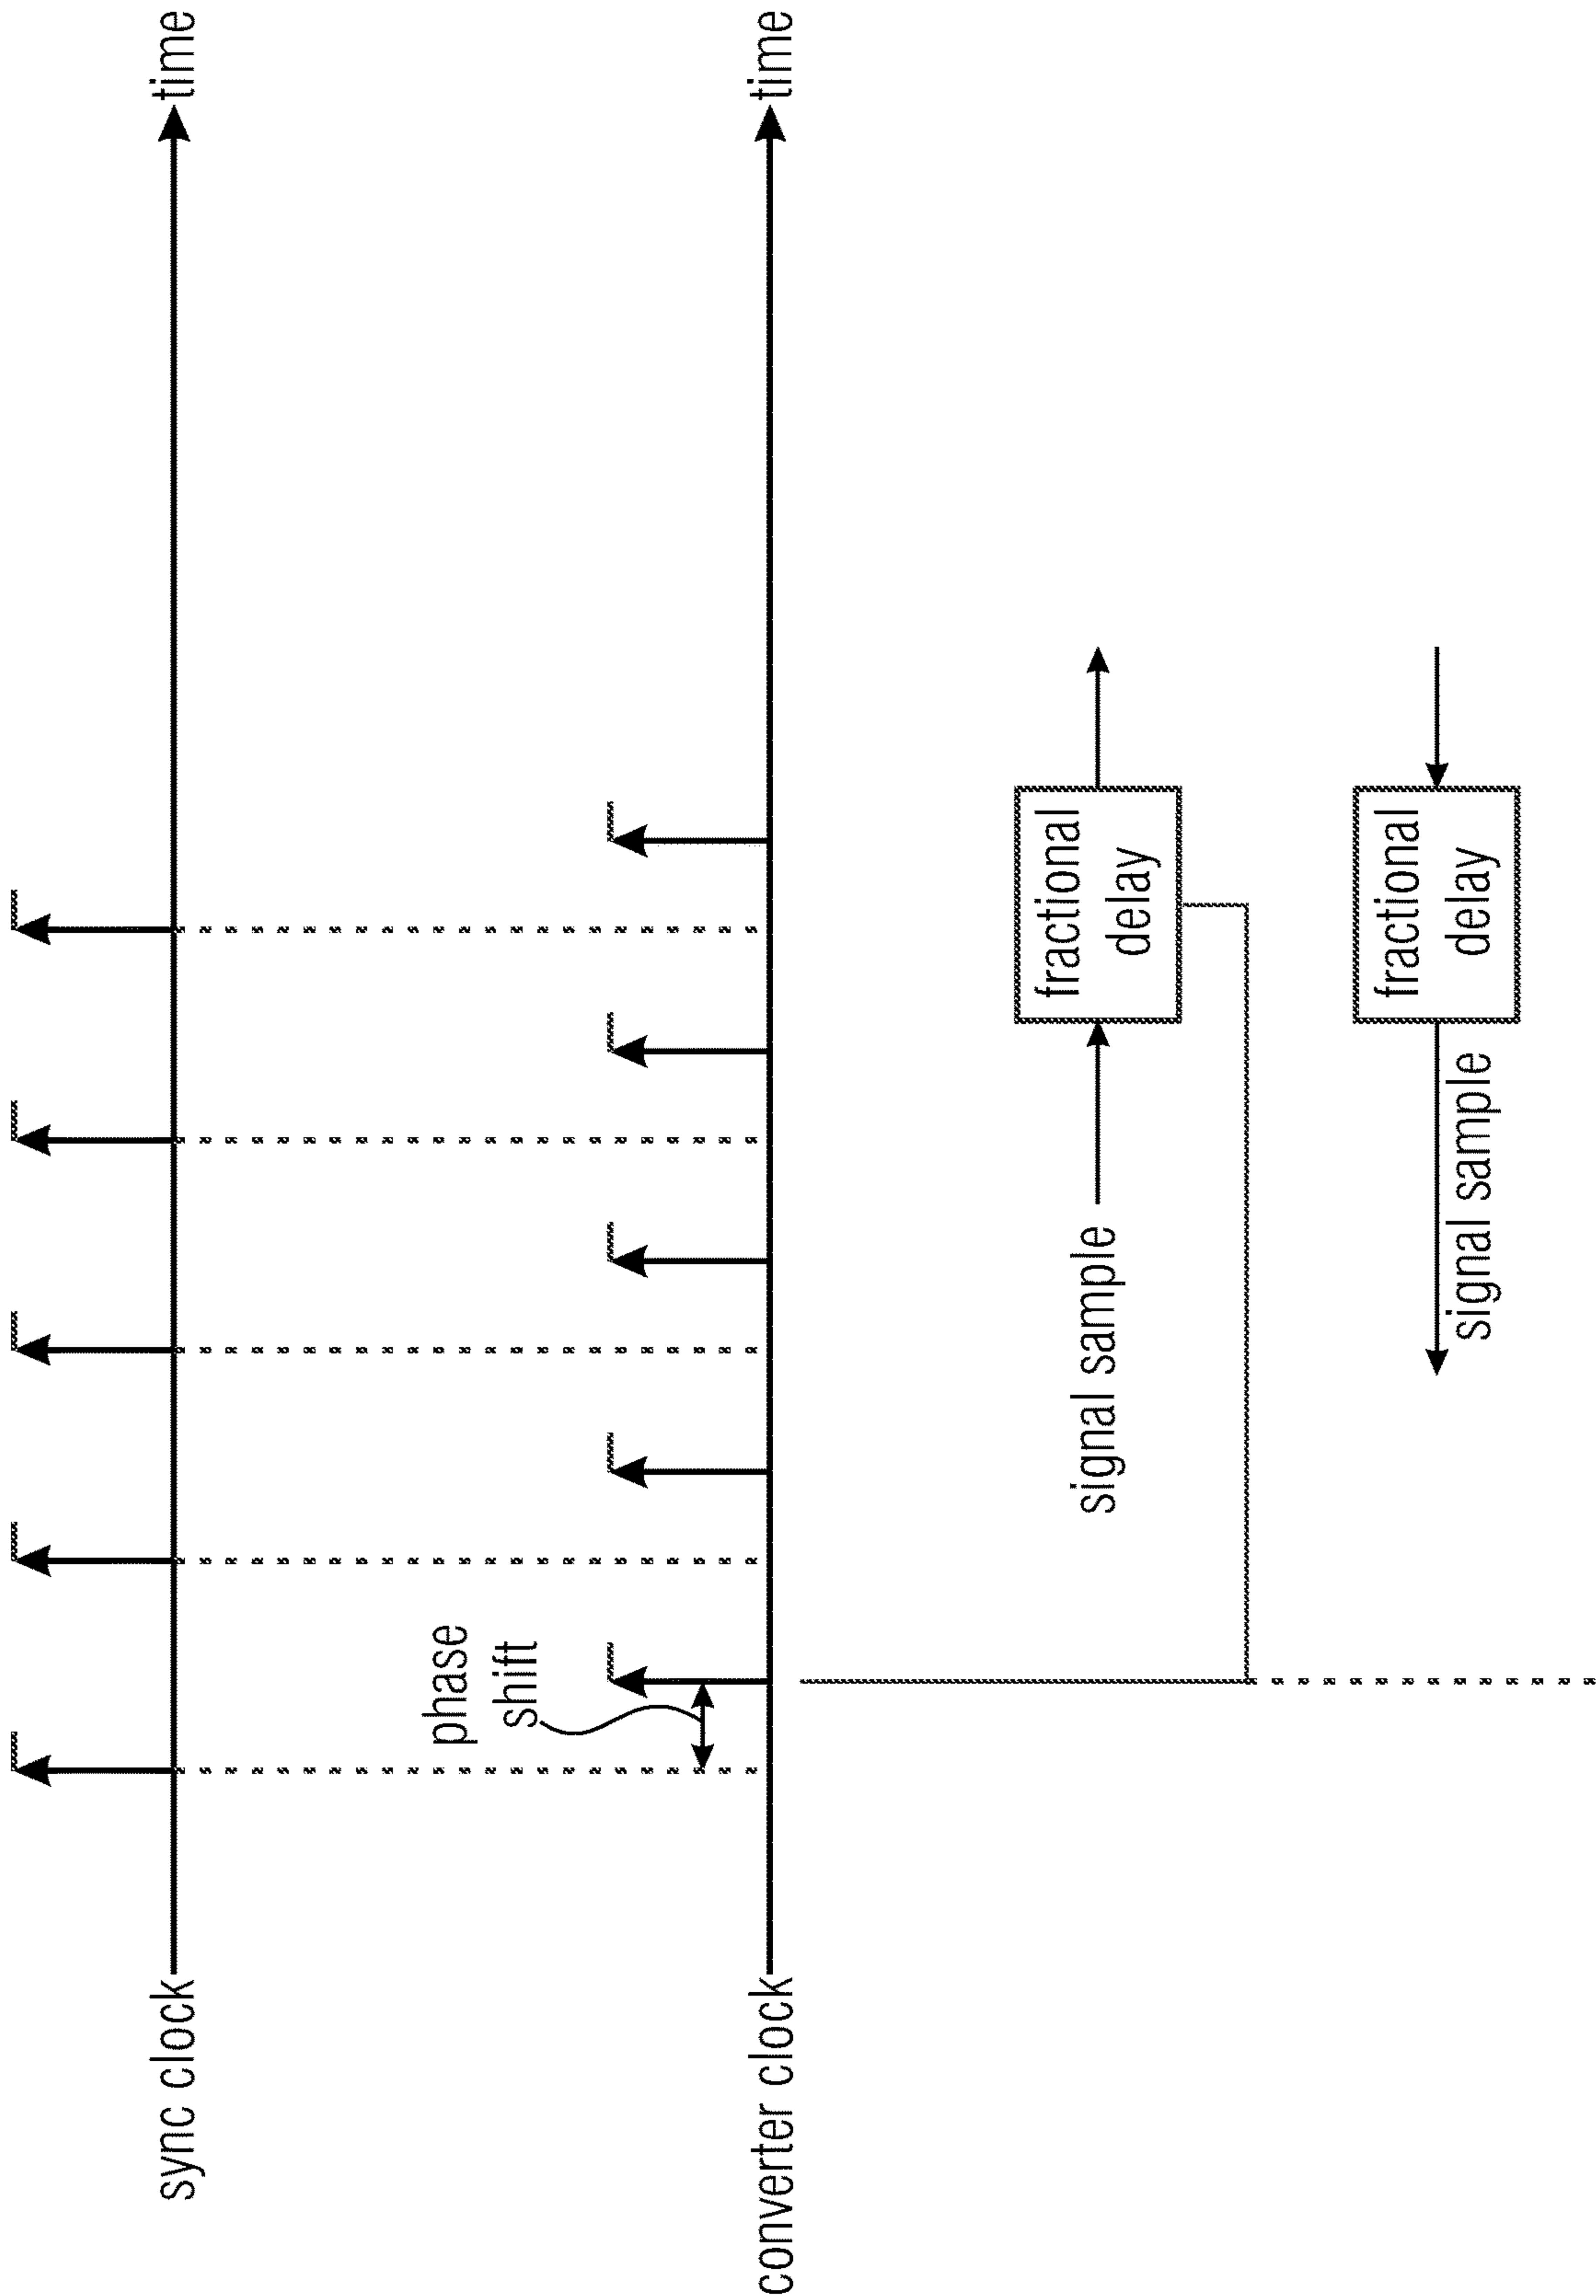 sync clock
time
phase
shift
converter clock
time
signal sample
fractional
delay
signal sample
fractional
delay